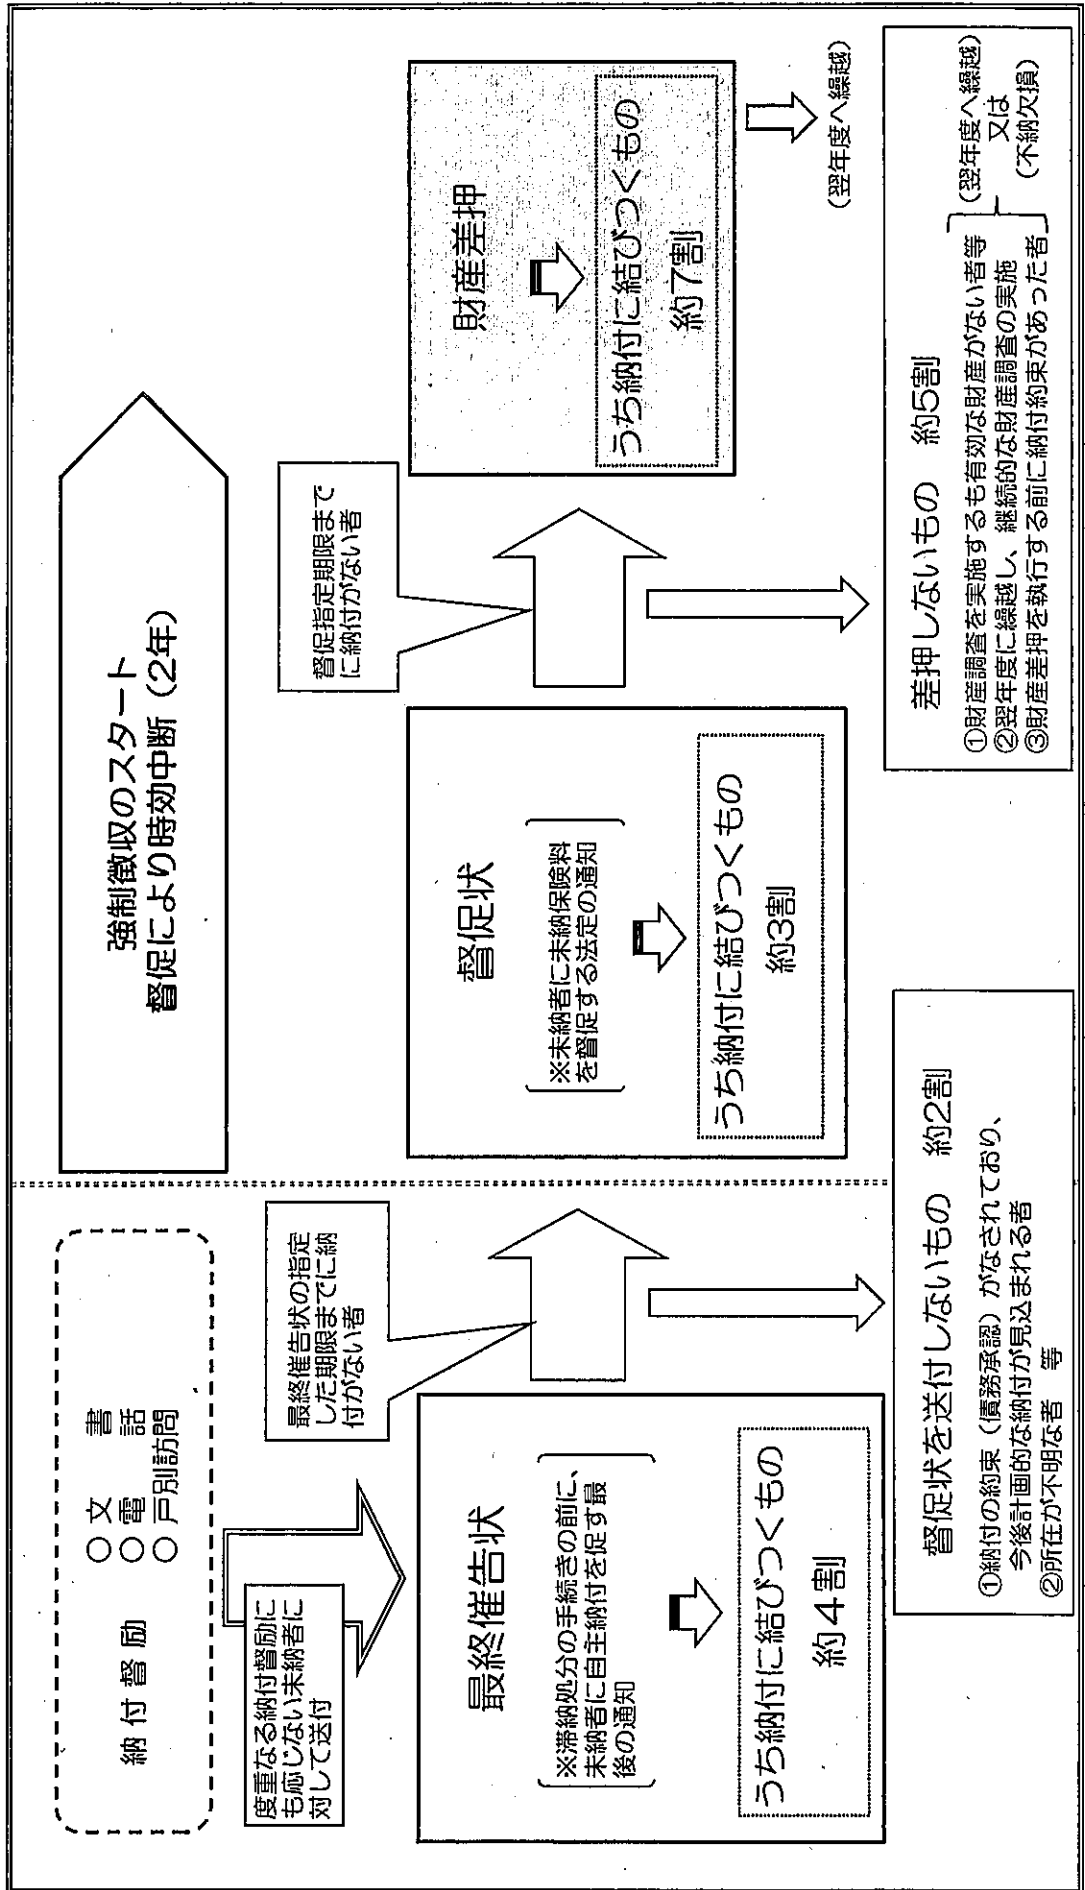 納付督励
○文　書
○電　話
○戸別訪問
度重なる納付督励に
も応じない未納者に
対して送付
最終催告状
※滞納処分の手続きの前に、
未納者に自主納付を促す最
後の通知
うち納付に結びつくもの
約４割
最終催告状の指定
した期限までに納
付がない者
督促状を送付しないもの　約2割
①納付の約束（債務承認）がなされており、
今後計画的な納付が見込まれる者
②所在が不明な者　等
強制徴収のスタート
督促により時効中断（2年）
督促状
※未納者に未納保険料
を督促する法定の通知
うち納付に結びつくもの
約3割
督促指定期限まで
に納付がない者
財産差押
うち納付に結びつくもの
約7割
（翌年度へ繰越）
差押しないもの　約5割
①財産調査を実施するも有効な財産がない者等
②翌年度に繰越し、継続的な財産調査の実施
③財産差押を執行する前に納付約束があった者
（翌年度へ繰越）
又は
（不納欠損）